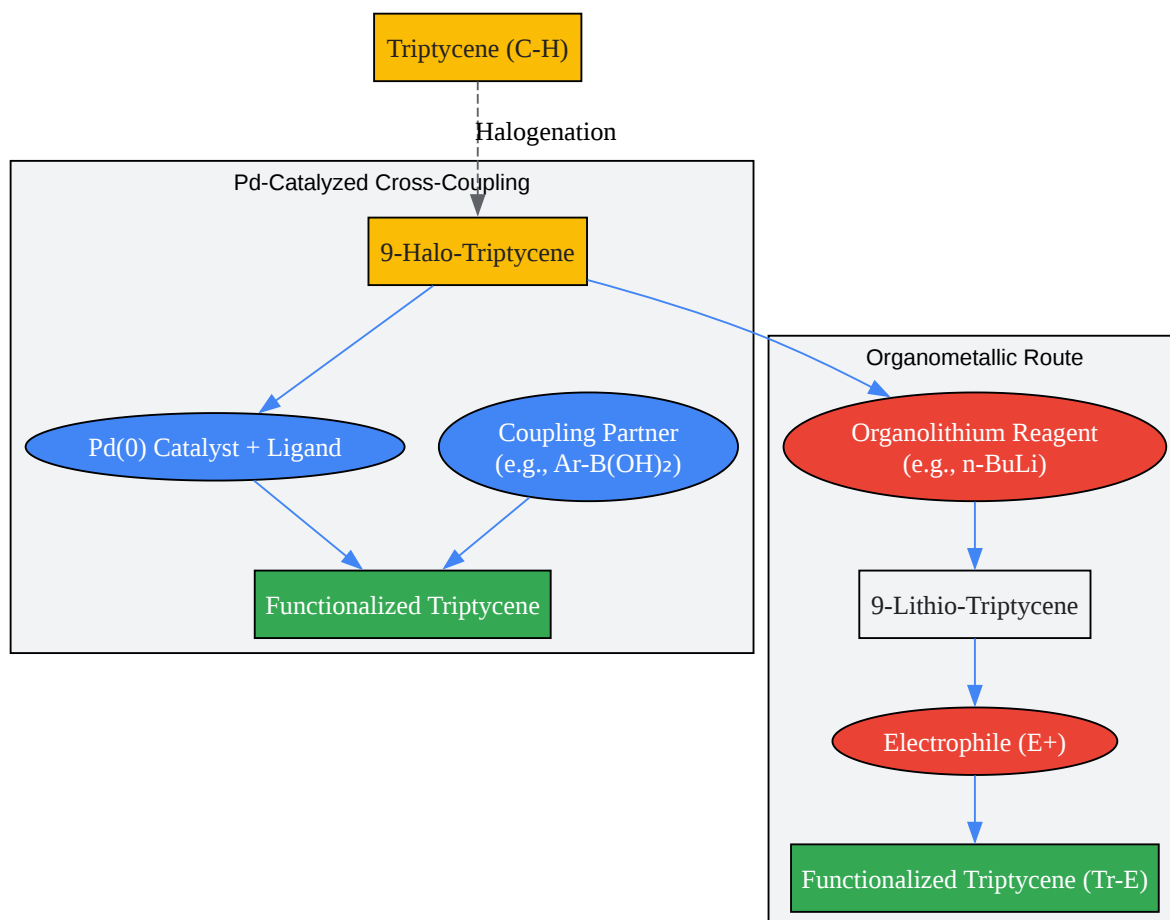 Triptycene (C-H)
Halogenation
Pd-Catalyzed Cross-Coupling
9-Halo-Triptycene
Organometallic Route
Pd(0) Catalyst + Ligand
Coupling Partner
(e.g., Ar-B(OH)₂)
Organolithium Reagent
(e.g., n-BuLi)
Functionalized Triptycene
9-Lithio-Triptycene
Electrophile (E+)
Functionalized Triptycene (Tr-E)